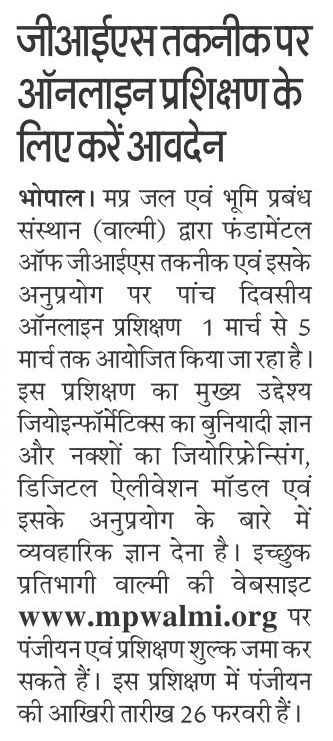 जीआईएस तकनीक पर
ऑनलाइन प्रशिक्षण के
लिए करें आवदेन
भोपाल। मप्र जल एवं भूमि प्रबंध
संस्थान (वाल्मी) द्वारा फंडामेंटल
ऑफ जीआईएस तकनीक एवं इसके
अनुप्रयोग पर पांच दिवसीय
ऑनलाइन प्रशिक्षण 1 मार्च से 5
मार्च तक आयोजित किया जा रहा है।
इस प्रशिक्षण का मुख्य उद्देश्य
जियोइन्फॉर्मेटिक्स का बुनियादी ज्ञान
और नक्शों का जियोरिफ्रेन्सिंग,
डिजिटल ऐलीवेशन मॉडल एवं
इसके अनुप्रयोग के बारे में
व्यवहारिक ज्ञान देना है। इच्छुक
प्रतिभागी वाल्मी की वेबसाइट
www.mpwalmi.org पर
पंजीयन एवं प्रशिक्षण शुल्क जमा कर
सकते हैं। इस प्रशिक्षण में पंजीयन
की आखिरी तारीख 26 फरवरी हैं।